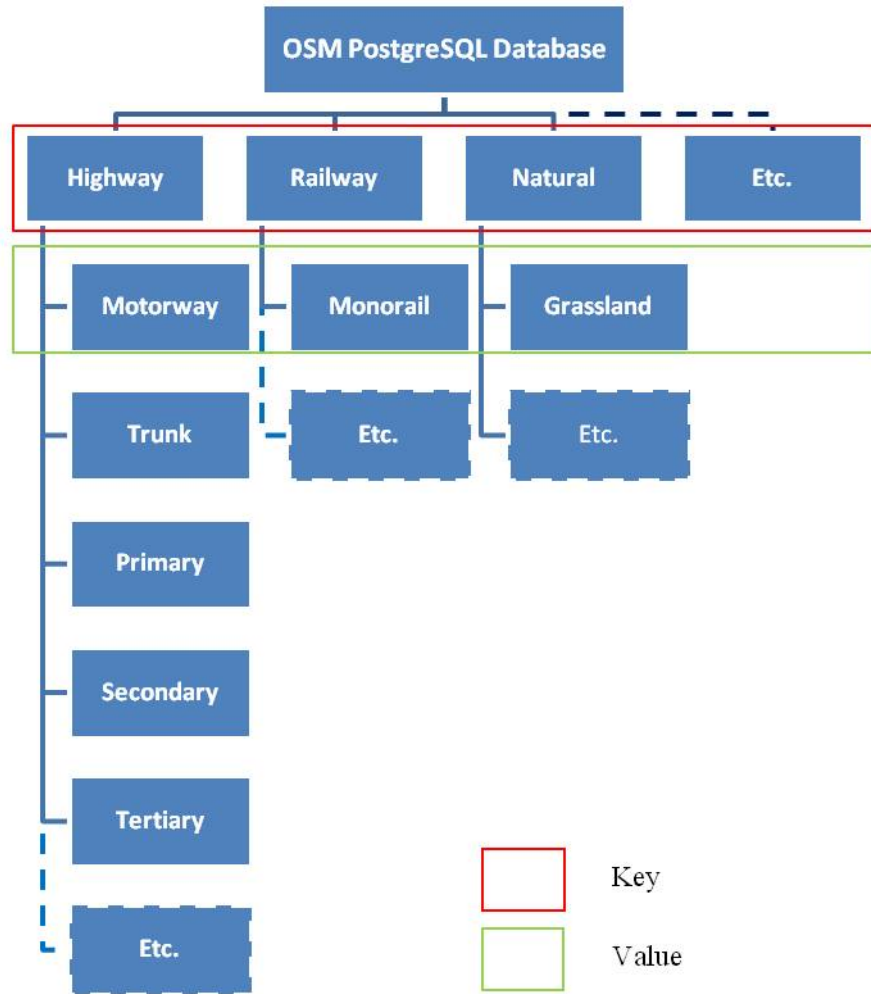 OSM PostgreSQL Database
Highway
Railway
Natural
Etc.
Motorway
Monorail
Grassland
Trunk
Etc.
Etc.
Primary
Secondary
Tertiary
Etc.
Key
Value